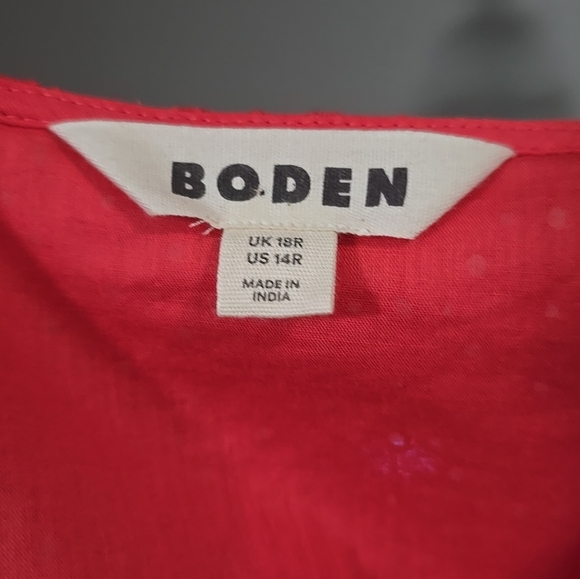 BODEN
UK 18R
US 14R
MADE IN
INDIA